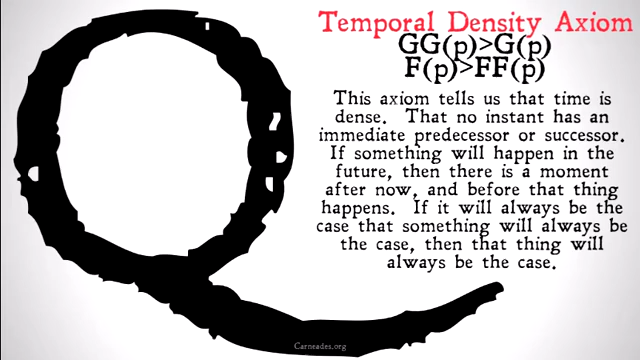 Temporal Density Axiom
GG(p)>G(p)
F(p)>FF(p)
This axiom tells us that time is
dense. That no instant has an
immediate predecessor or successor.
If something will happen in the
future, then there is a moment
after now, and before that thing
happens. If it will always be the
case that something will always be
the case, then that thing will
always be the case.
Carneades.org